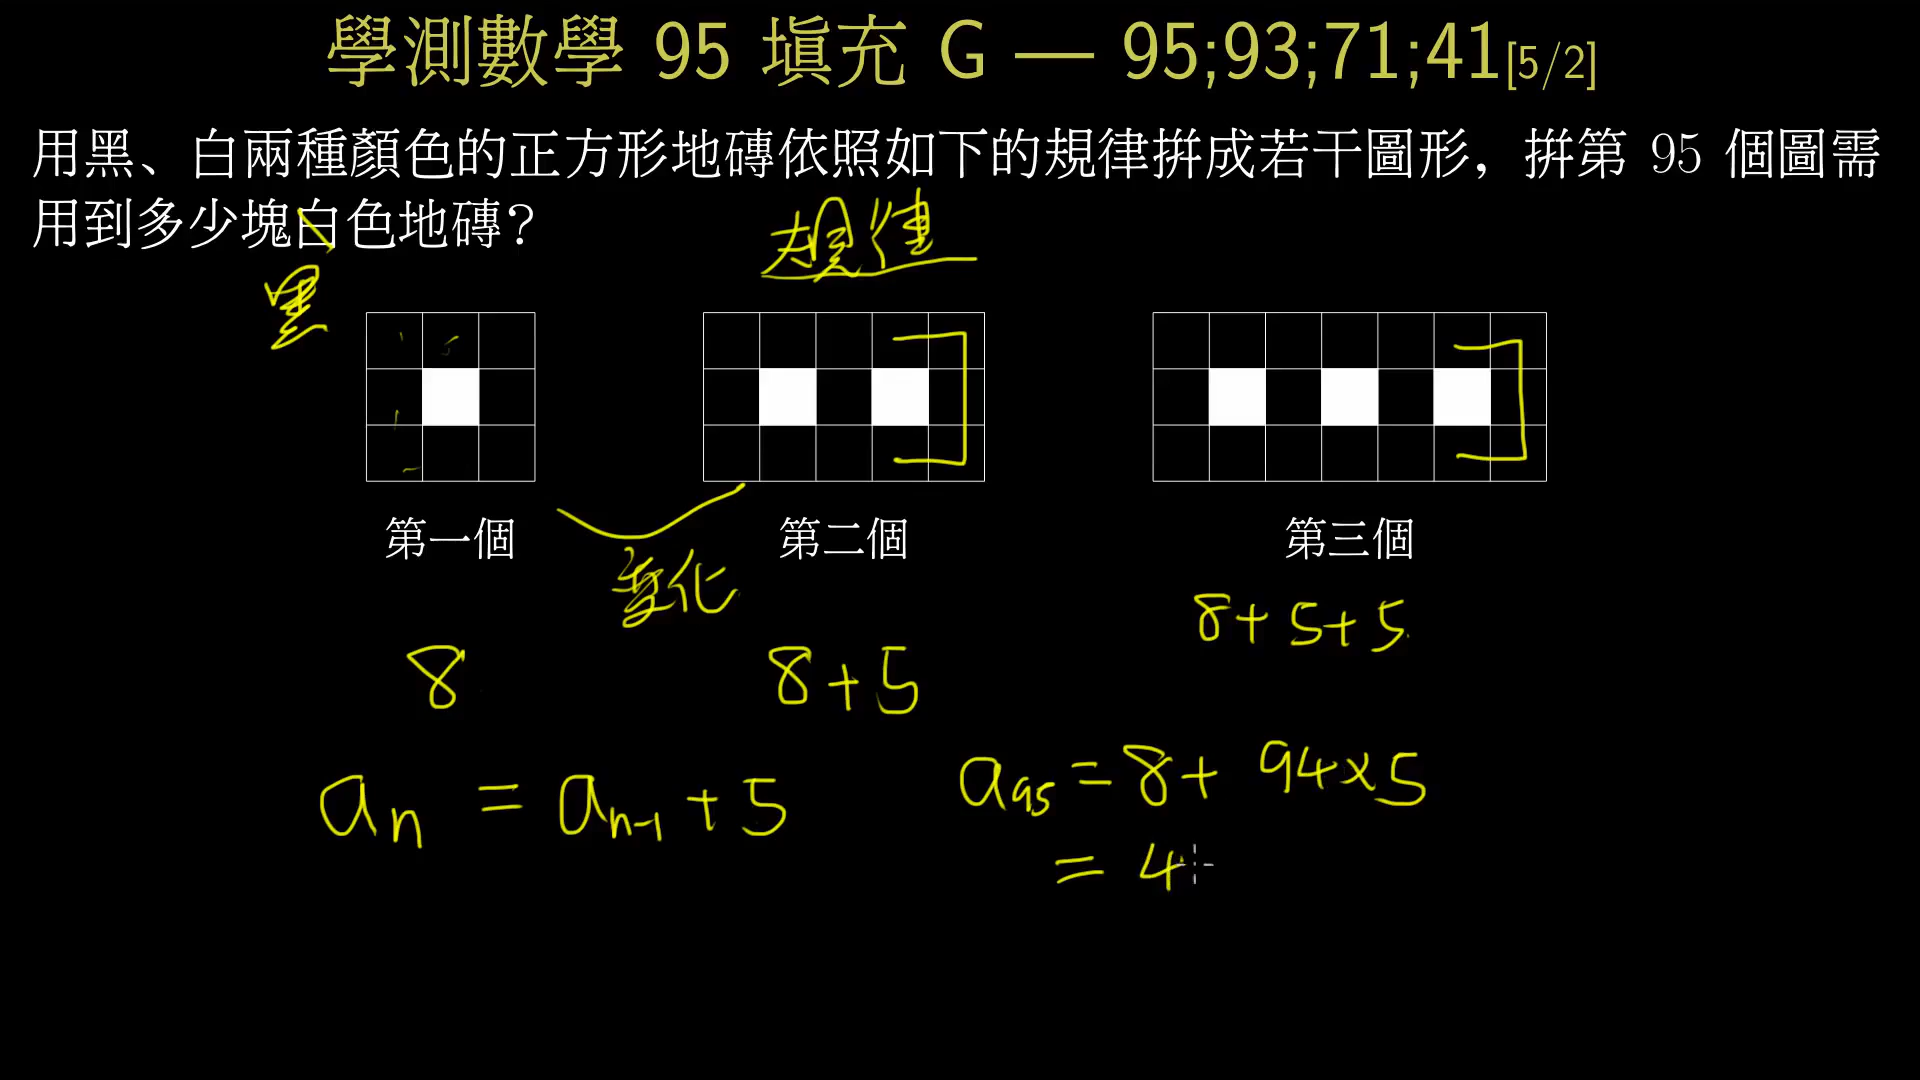 學測數學 95 填充 G — 95;93;71;41[5/2]
用黑、白兩種顏色的正方形地磚依照如下的規律拼成若干圖形，拼第 95 個圖需
用到多少塊白色地磚？
規律
黑
第一個 第二個 第三個
變化
8+5+5
8 8+5
aₙ = aₙ₋₁ + 5
a₉₅ = 8+ 94×5
= 4